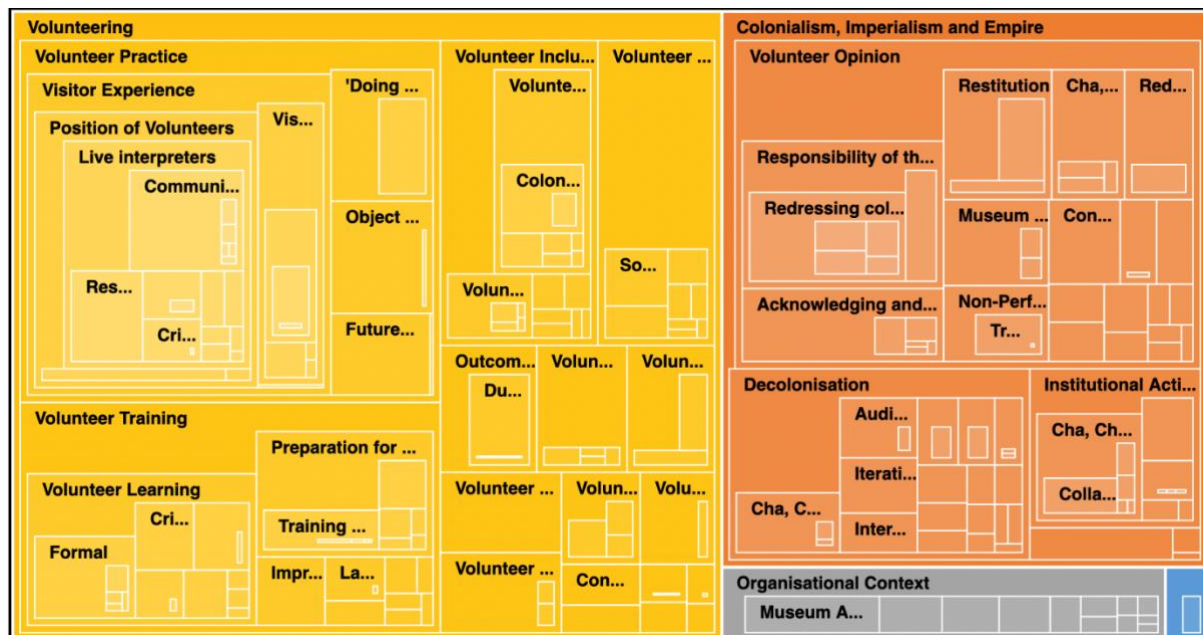 Volunteering
Volunteer Practice
Visitor Experience
Position of Volunteers
Live interpreters
Communi...
Res...
Cri...
Vis...
'Doing ...
Object ...
Future...
Volunteer Training
Volunteer Learning
Formal
Cri...
Preparation for ...
Training ...
Impr...
La...
Volunteer Inclu...
Volunte...
Colon...
Volun...
Volunteer ...
So...
Outcom...
Du...
Volun...
Volun...
Volunteer ...
Volun...
Volu...
Volunteer ...
Con...
Colonialism, Imperialism and Empire
Volunteer Opinion
Responsibility of th...
Redressing col...
Acknowledging and...
Restitution
Cha,...
Red...
Museum ...
Con...
Non-Perf...
Tr...
Decolonisation
Cha, C...
Audi...
Iterati...
Inter...
Institutional Acti...
Cha, Ch...
Colla...
Organisational Context
Museum A...